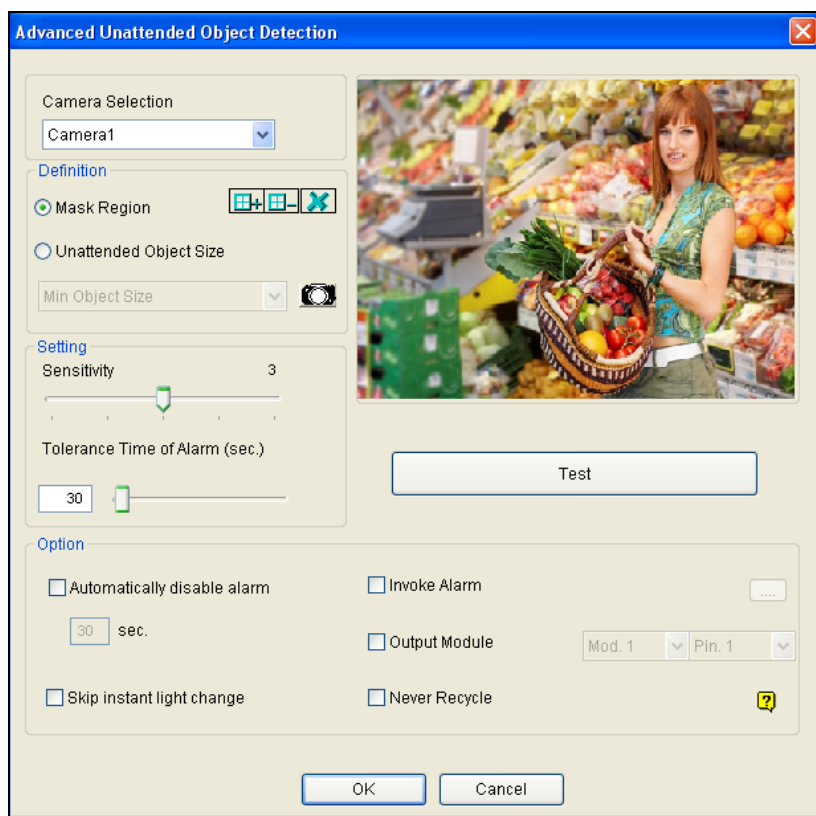 Advanced Unattended Object Detection
Camera Selection
Camera1
Definition
Mask Region
Unattended Object Size
Min Object Size
Setting
Sensitivity 3
Tolerance Time of Alarm (sec.)
30
Test
Option
Automatically disable alarm
30 sec.
Skip instant light change
Invoke Alarm
....
Output Module Mod. 1 Pin. 1
Never Recycle
?
OK Cancel